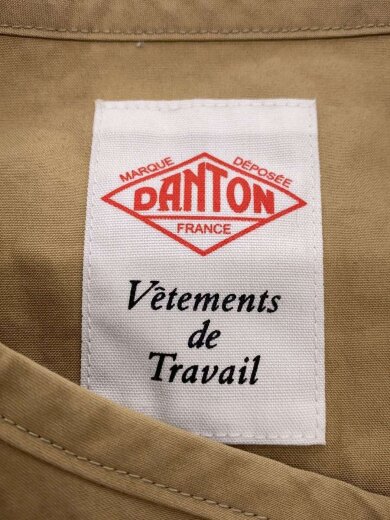 MARQUE DÉPOSÉE
DANTON
FRANCE
Vêtements
de
Travail